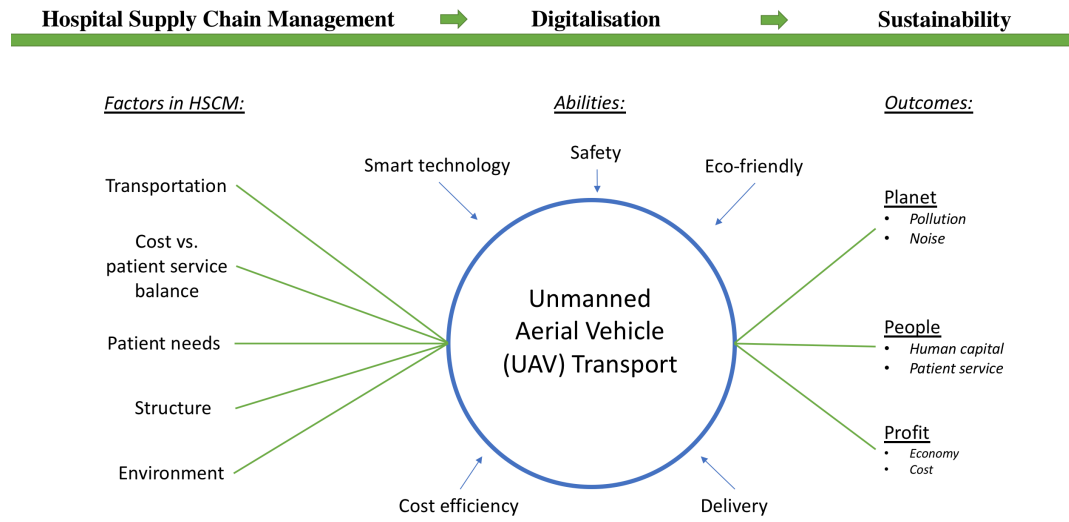 Hospital Supply Chain Management
Digitalisation
Sustainability
Factors in HSCM:
Transportation
Cost vs.
patient service
balance
Patient needs
Structure
Environment
Abilities:
Smart technology
Safety
Eco-friendly
Unmanned
Aerial Vehicle
(UAV) Transport
Cost efficiency
Delivery
Outcomes:
Planet
• Pollution
• Noise
People
• Human capital
• Patient service
Profit
• Economy
• Cost